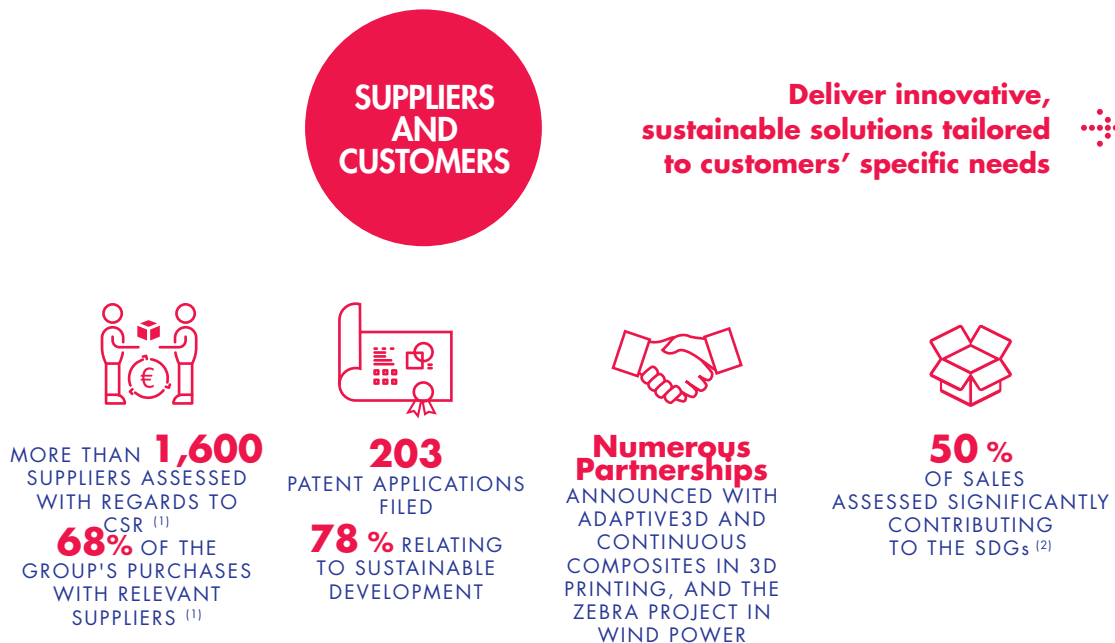 SUPPLIERS
AND
CUSTOMERS
Deliver innovative,
sustainable solutions tailored
to customers’ specific needs
€
MORE THAN 1,600
SUPPLIERS ASSESSED
WITH REGARDS TO
CSR (1)
68% OF THE
GROUP'S PURCHASES
WITH RELEVANT
SUPPLIERS (1)
203
PATENT APPLICATIONS
FILED
78 % RELATING
TO SUSTAINABLE
DEVELOPMENT
Numerous
Partnerships
ANNOUNCED WITH
ADAPTIVE3D AND
CONTINUOUS
COMPOSITES IN 3D
PRINTING, AND THE
ZEBRA PROJECT IN
WIND POWER
50 %
OF SALES
ASSESSED SIGNIFICANTLY
CONTRIBUTING
TO THE SDGs (2)